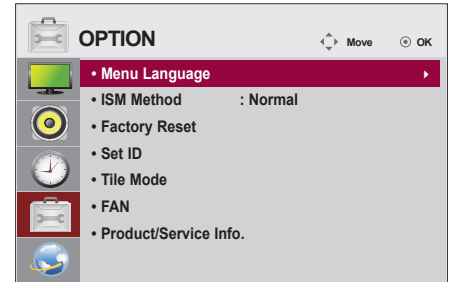 OPTION Move OK
• Menu Language
• ISM Method : Normal
• Factory Reset
• Set ID
• Tile Mode
• FAN
• Product/Service Info.